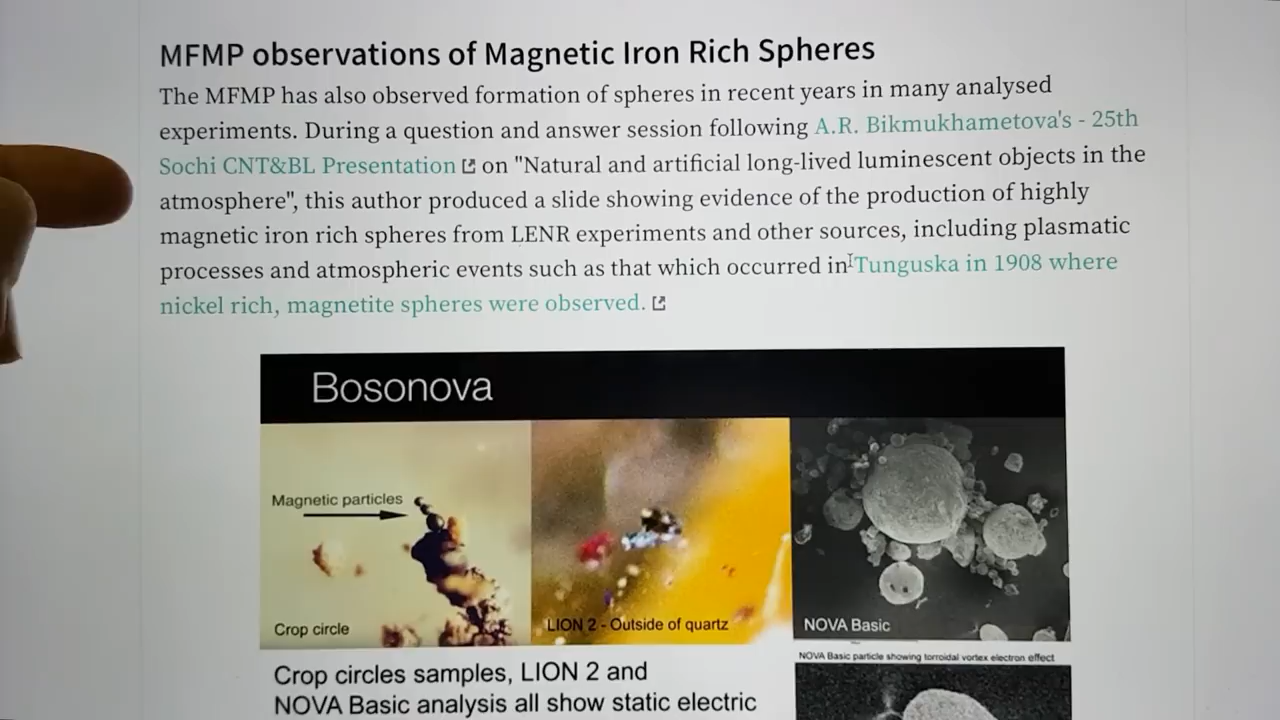 MFMP observations of Magnetic Iron Rich Spheres
The MFMP has also observed formation of spheres in recent years in many analysed
experiments. During a question and answer session following A.R. Bikmukhametova's - 25th
Sochi CNT&BL Presentation on "Natural and artificial long-lived luminescent objects in the
atmosphere", this author produced a slide showing evidence of the production of highly
magnetic iron rich spheres from LENR experiments and other sources, including plasmatic
processes and atmospheric events such as that which occurred in Tunguska in 1908 where
nickel rich, magnetite spheres were observed.
Bosonova
Magnetic particles
Crop circle
LION 2 - Outside of quartz
NOVA Basic
NOVA Basic particle showing torroidal vortex electron effect
Crop circles samples, LION 2 and
NOVA Basic analysis all show static electric